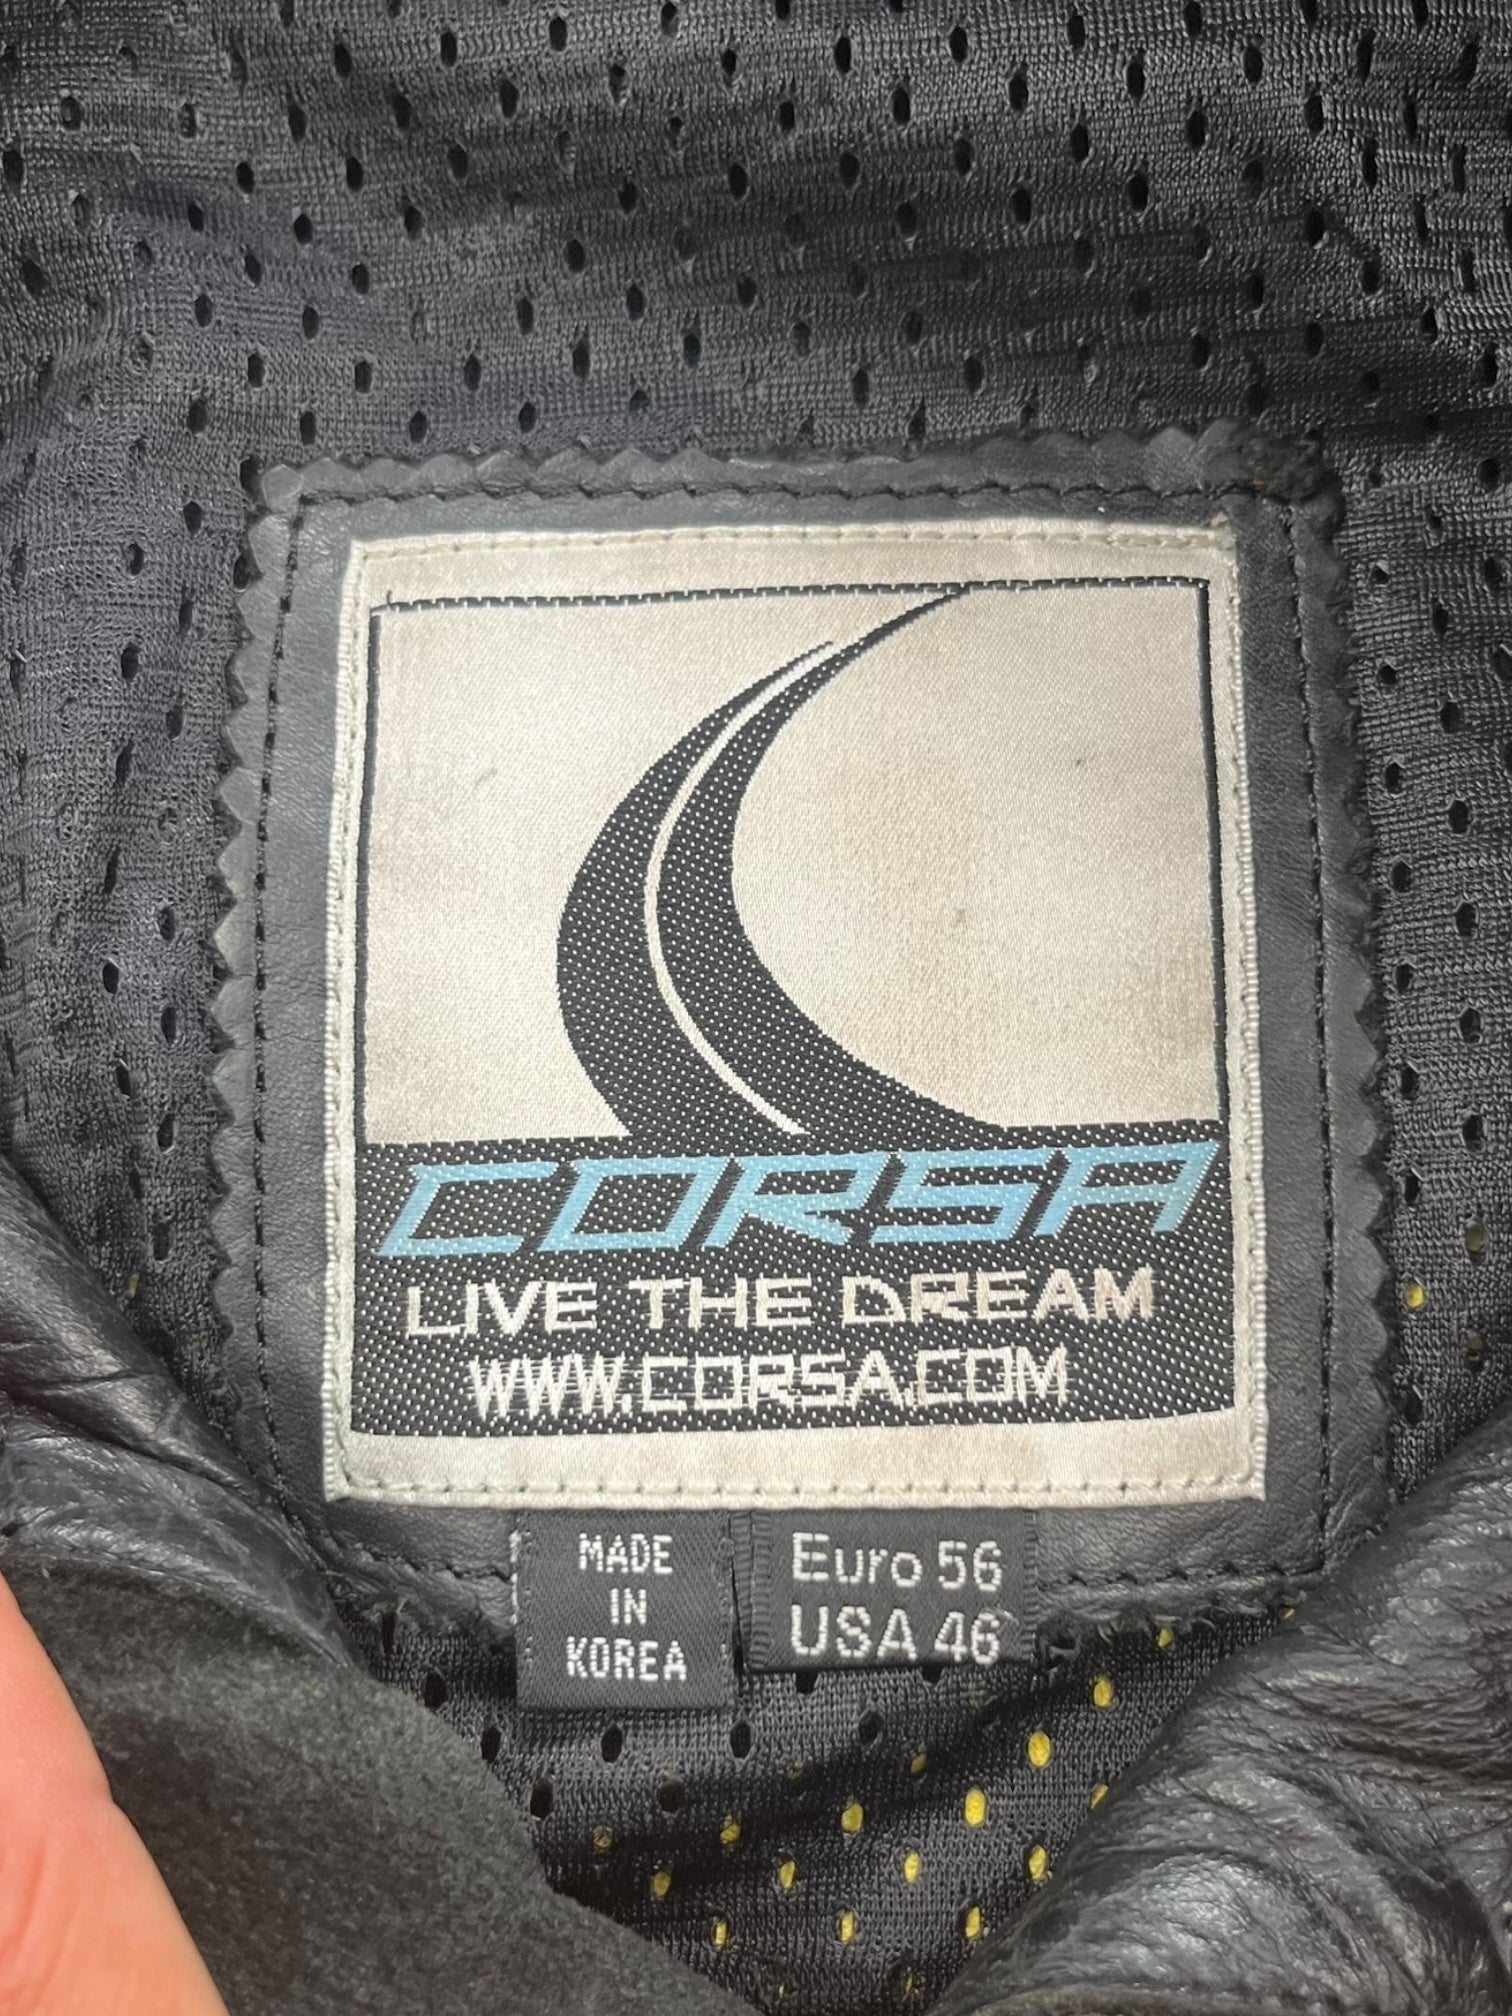 CORSA
LIVE THE DREAM
WWW.CORSA.COM
MADE
IN
KOREA
Euro 56
USA 46